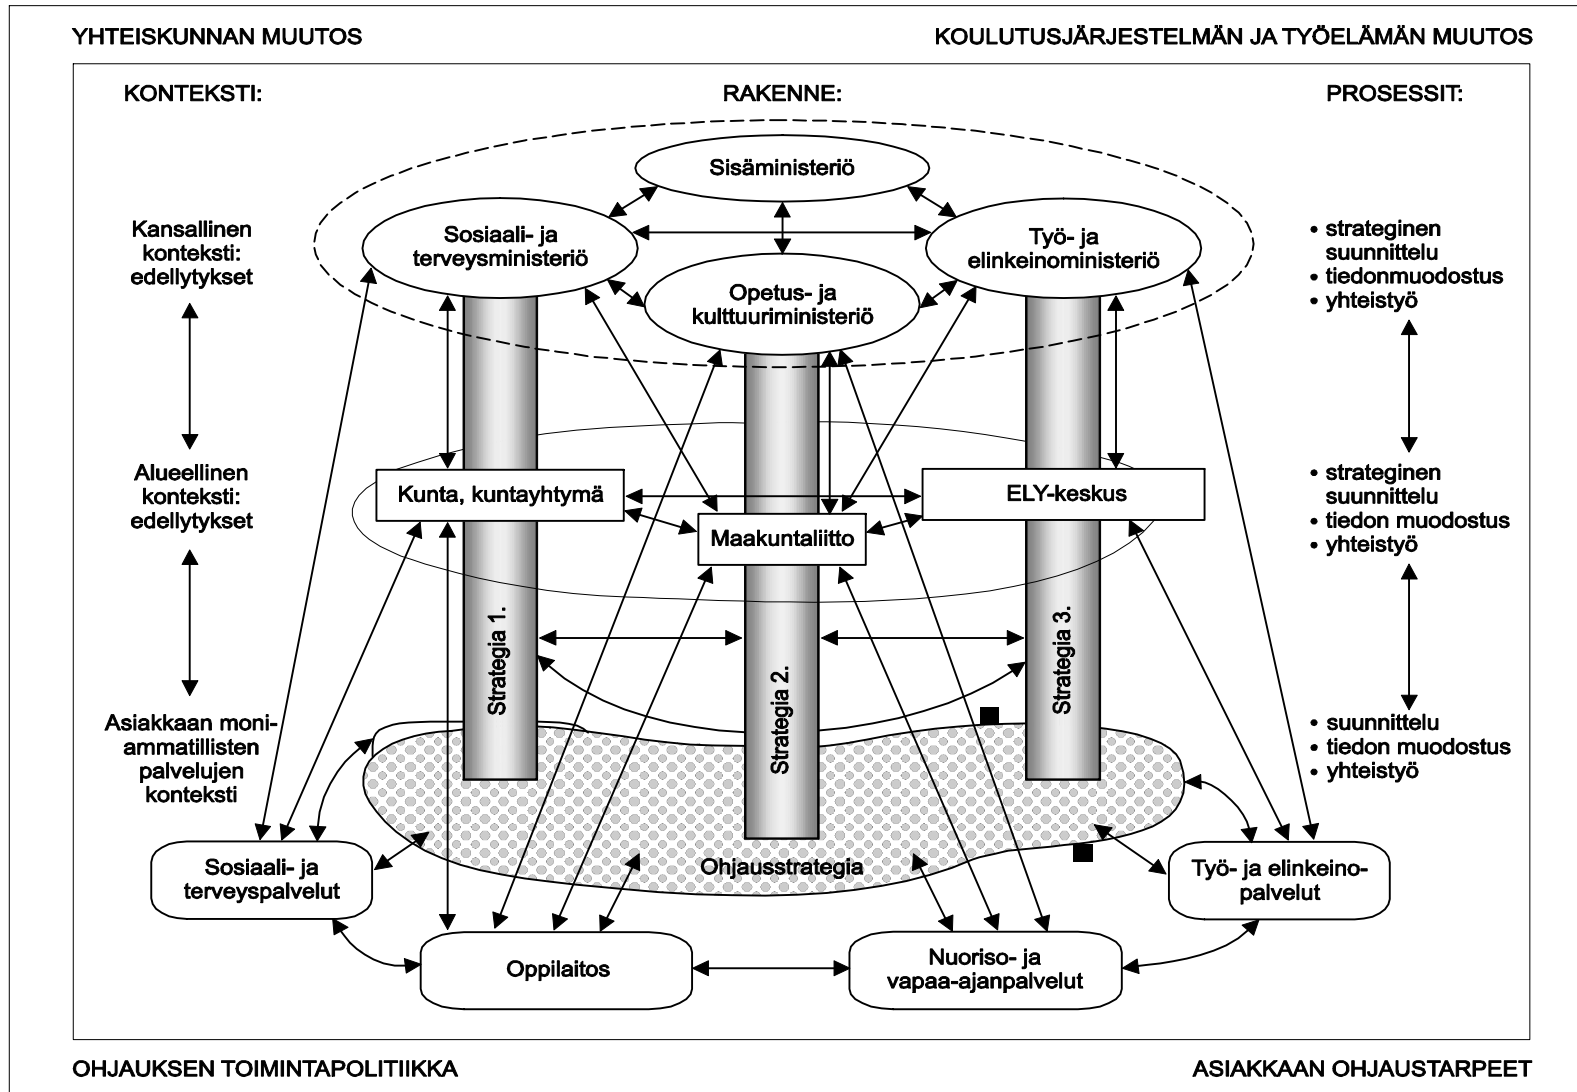 YHTEISKUNNAN MUUTOS
KOULUTUSJÄRJESTELMÄN JA TYÖELÄMÄN MUUTOS
KONTEKSTI:
RAKENNE:
PROSESSIT:
Sisäministeriö
Sosiaali- ja
terveysministeriö
Työ- ja
elinkeinoministeriö
Opetus- ja
kulttuuriministeriö
Kansallinen
konteksti:
edellytykset
• strateginen
suunnittelu
• tiedonmuodostus
• yhteistyö
Alueellinen
konteksti:
edellytykset
Kunta, kuntayhtymä
ELY-keskus
Maakuntaliitto
• strateginen
suunnittelu
• tiedon muodostus
• yhteistyö
Strategia 1.
Strategia 2.
Strategia 3.
Asiakkaan moni-
ammatillisten
palvelujen
konteksti
• suunnittelu
• tiedon muodostus
• yhteistyö
Ohjausstrategia
Sosiaali- ja
terveyspalvelut
Työ- ja elinkeino-
palvelut
Oppilaitos
Nuoriso- ja
vapaa-ajanpalvelut
OHJAUKSEN TOIMINTAPOLITIIKKA
ASIAKKAAN OHJAUSTARPEET